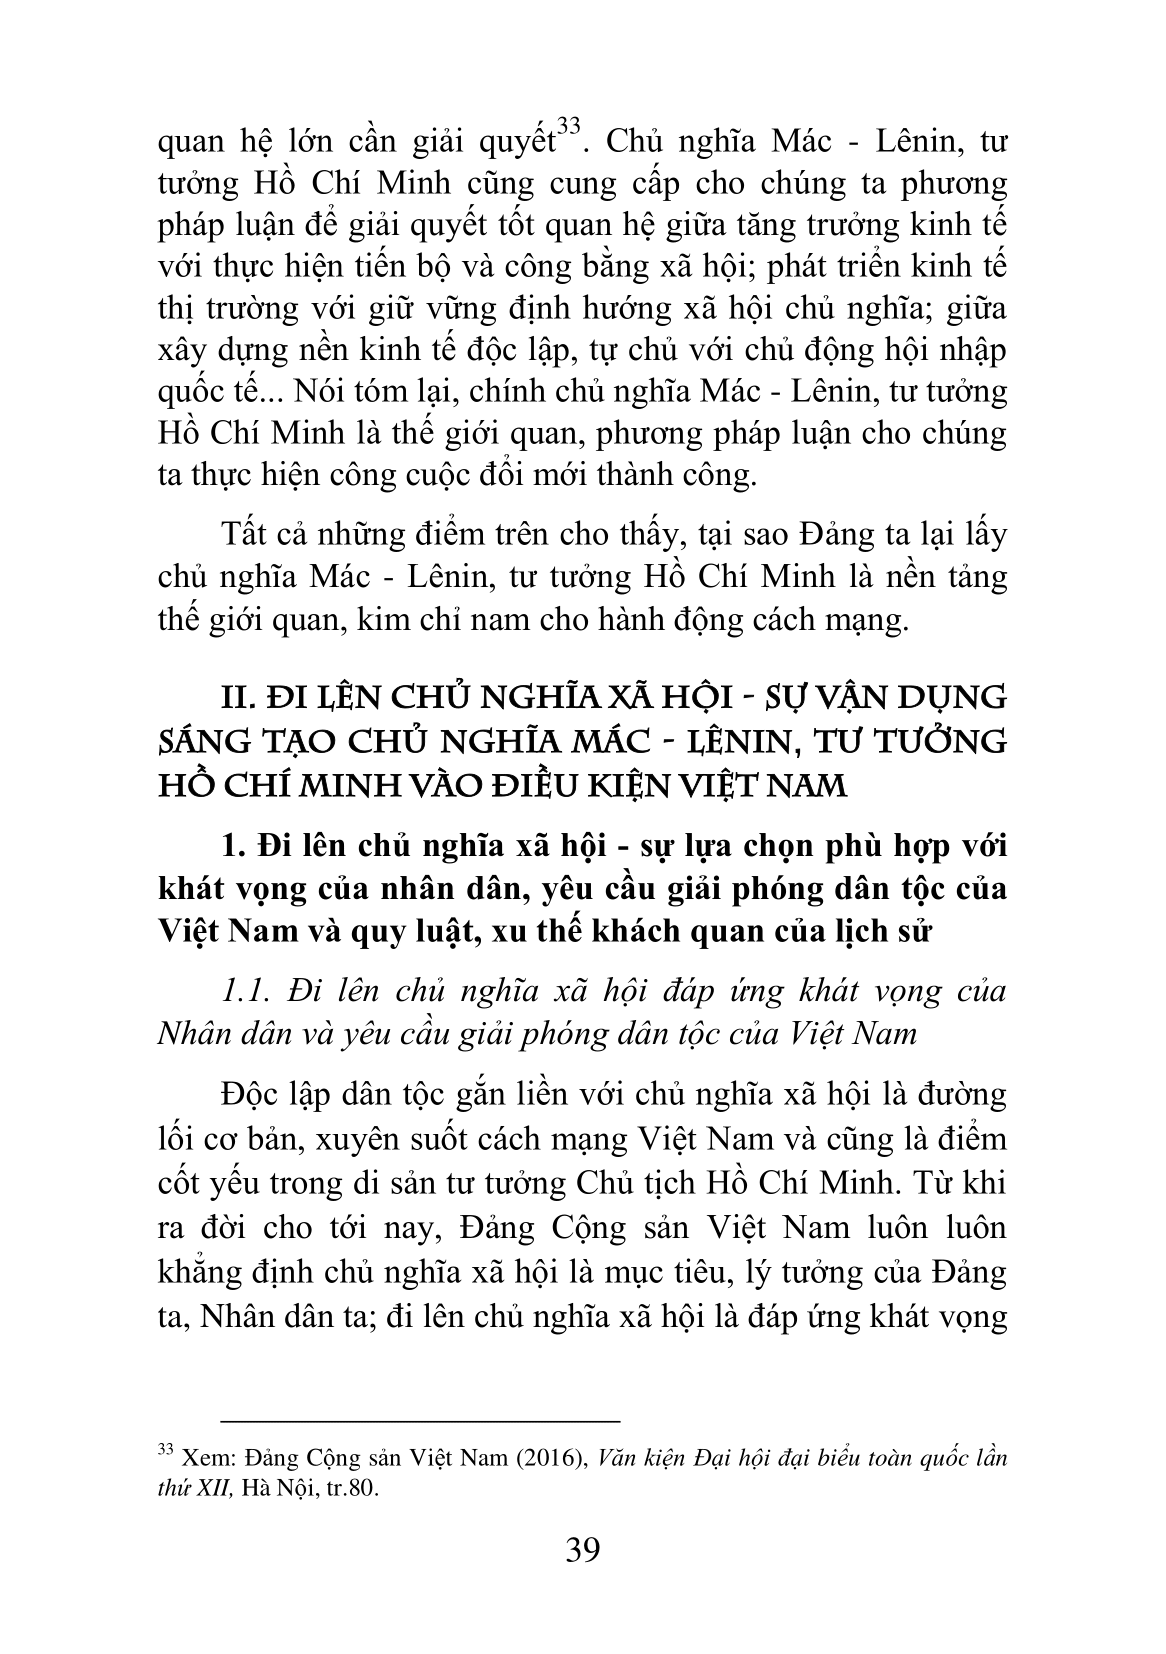 quan hệ lớn cần giải quyết33. Chủ nghĩa Mác - Lênin, tư
tưởng Hồ Chí Minh cũng cung cấp cho chúng ta phương
pháp luận để giải quyết tốt quan hệ giữa tăng trưởng kinh tế
với thực hiện tiến bộ và công bằng xã hội; phát triển kinh tế
thị trường với giữ vững định hướng xã hội chủ nghĩa; giữa
xây dựng nền kinh tế độc lập, tự chủ với chủ động hội nhập
quốc tế... Nói tóm lại, chính chủ nghĩa Mác - Lênin, tư tưởng
Hồ Chí Minh là thế giới quan, phương pháp luận cho chúng
ta thực hiện công cuộc đổi mới thành công.
Tất cả những điểm trên cho thấy, tại sao Đảng ta lại lấy
chủ nghĩa Mác - Lênin, tư tưởng Hồ Chí Minh là nền tảng
thế giới quan, kim chỉ nam cho hành động cách mạng.
II. ĐI LÊN CHỦ NGHĨA XÃ HỘI - SỰ VẬN DỤNG
SÁNG TẠO CHỦ NGHĨA MÁC - LÊNIN, TƯ TƯỞNG
HỒ CHÍ MINH VÀO ĐIỀU KIỆN VIỆT NAM
1. Đi lên chủ nghĩa xã hội - sự lựa chọn phù hợp với
khát vọng của nhân dân, yêu cầu giải phóng dân tộc của
Việt Nam và quy luật, xu thế khách quan của lịch sử
1.1. Đi lên chủ nghĩa xã hội đáp ứng khát vọng của
Nhân dân và yêu cầu giải phóng dân tộc của Việt Nam
Độc lập dân tộc gắn liền với chủ nghĩa xã hội là đường
lối cơ bản, xuyên suốt cách mạng Việt Nam và cũng là điểm
cốt yếu trong di sản tư tưởng Chủ tịch Hồ Chí Minh. Từ khi
ra đời cho tới nay, Đảng Cộng sản Việt Nam luôn luôn
khẳng định chủ nghĩa xã hội là mục tiêu, lý tưởng của Đảng
ta, Nhân dân ta; đi lên chủ nghĩa xã hội là đáp ứng khát vọng
33 Xem: Đảng Cộng sản Việt Nam (2016), Văn kiện Đại hội đại biểu toàn quốc lần
thứ XII, Hà Nội, tr.80.
39